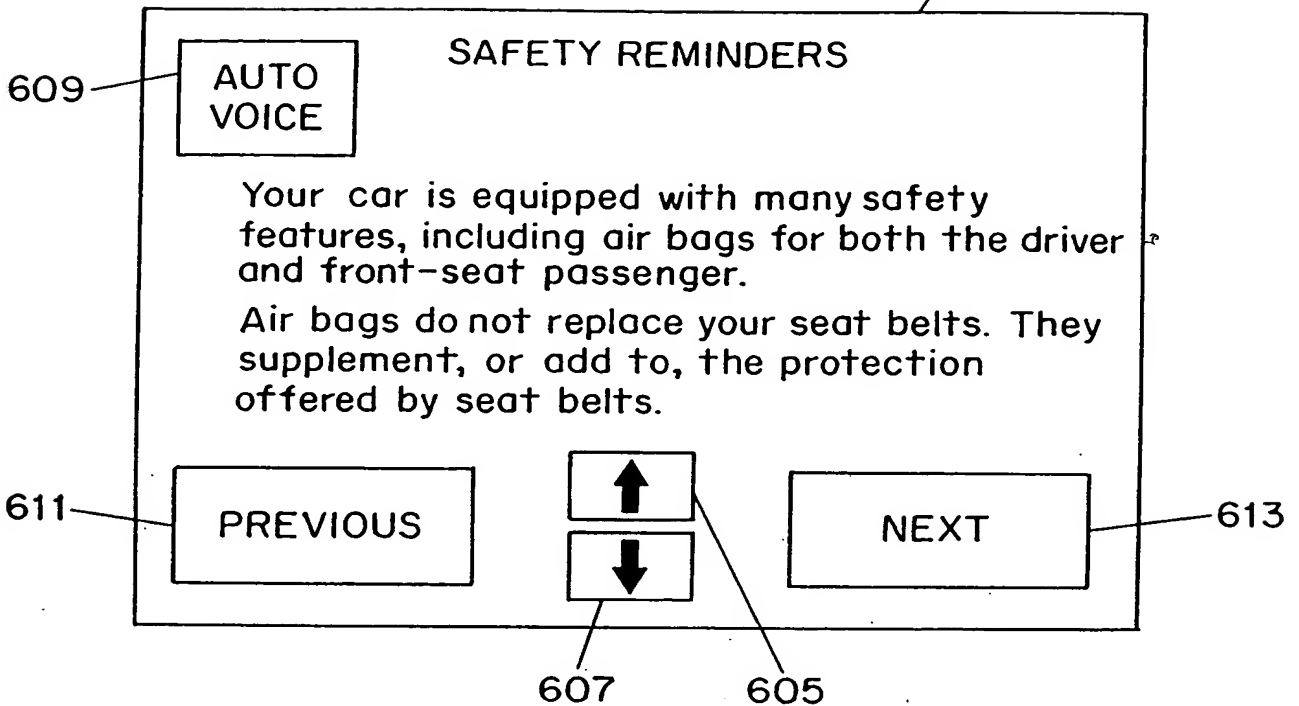 SAFETY REMINDERS
609
AUTO
VOICE
Your car is equipped with many safety
features, including air bags for both the driver
and front-seat passenger.
Air bags do not replace your seat belts. They
supplement, or add to, the protection
offered by seat belts.
611
PREVIOUS
NEXT
613
607
605